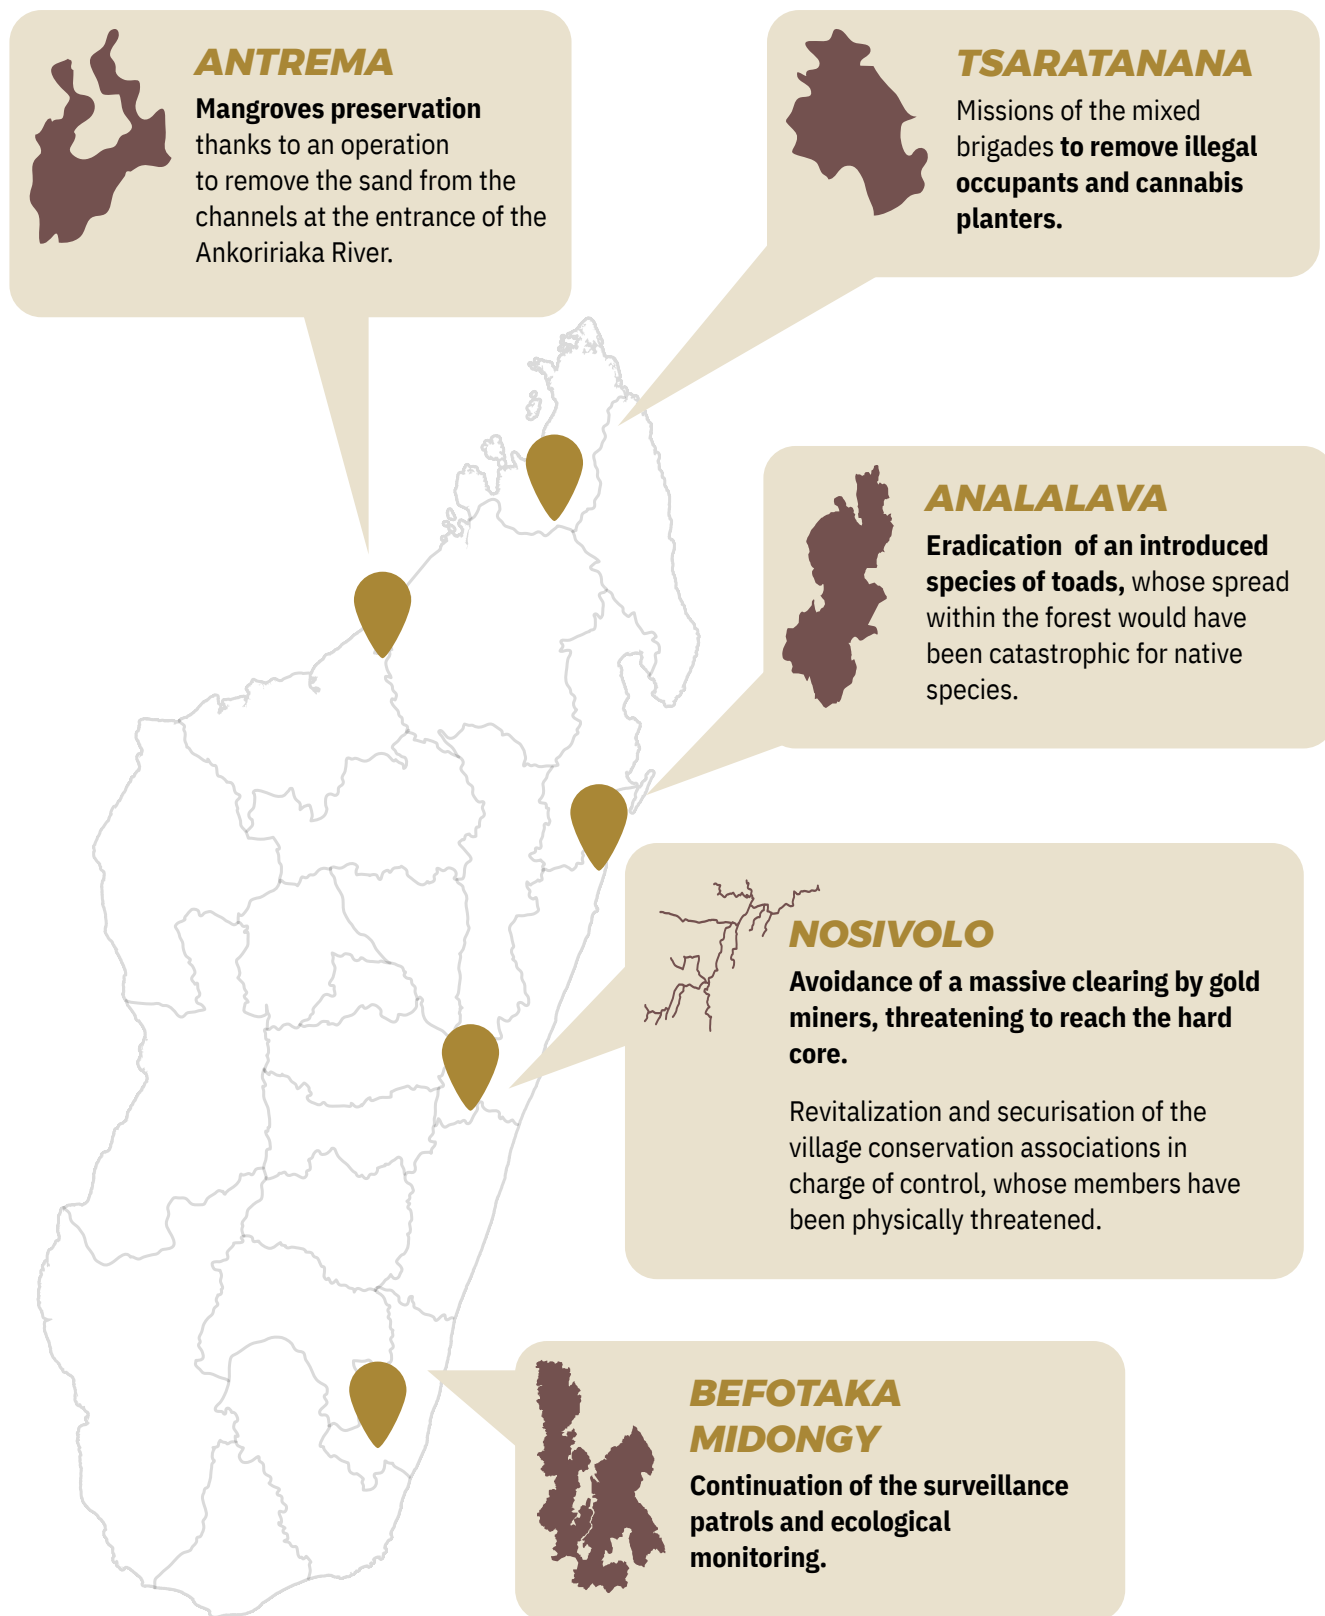 ANTREMA
Mangroves preservation
thanks to an operation
to remove the sand from the
channels at the entrance of the
Ankoririaka River.
TSARATANANA
Missions of the mixed
brigades to remove illegal
occupants and cannabis
planters.
ANALALAVA
Eradication of an introduced
species of toads, whose spread
within the forest would have
been catastrophic for native
species.
NOSIVOLO
Avoidance of a massive clearing by gold
miners, threatening to reach the hard
core.
Revitalization and securisation of the
village conservation associations in
charge of control, whose members have
been physically threatened.
BEFOTAKA
MIDONGY
Continuation of the surveillance
patrols and ecological
monitoring.